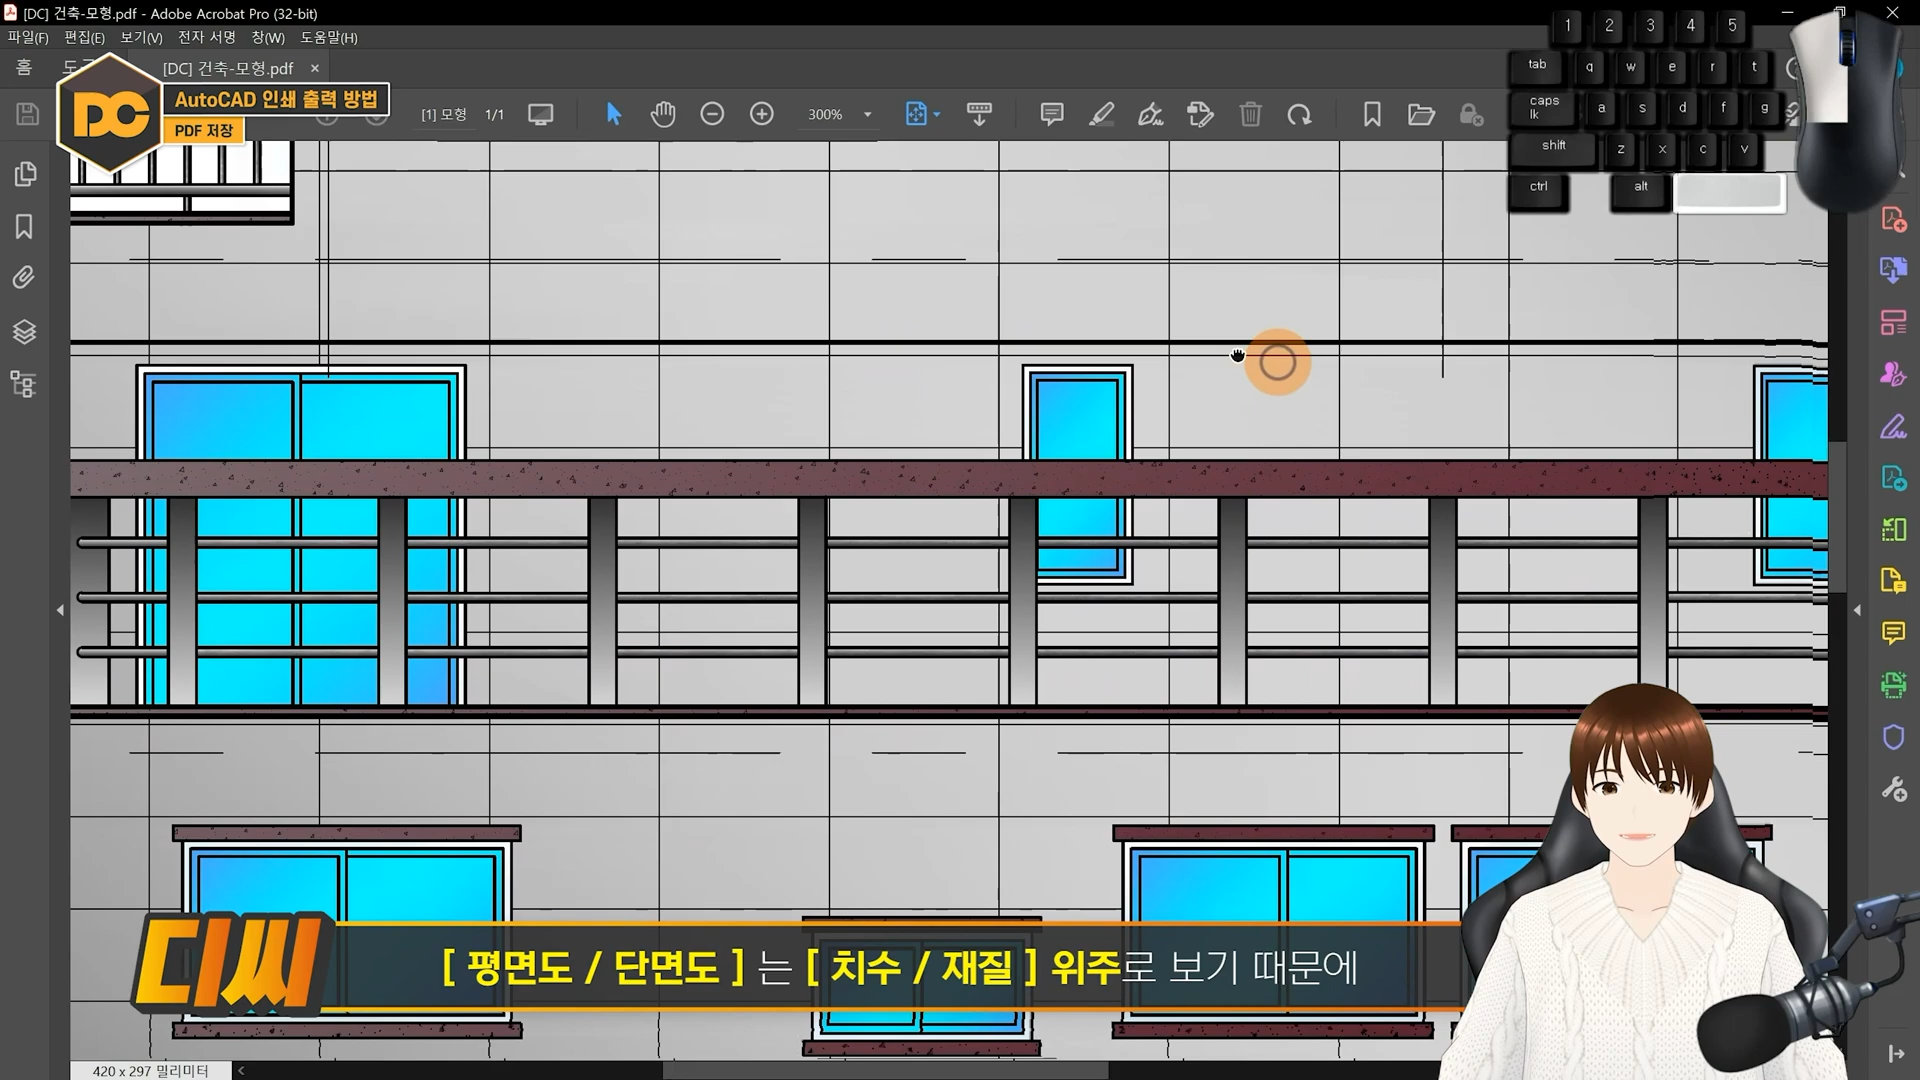 [DC] 건축-모형.pdf - Adobe Acrobat Pro (32-bit)
파일(F) 편집(E) 보기(V) 전자 서명 창(W) 도움말(H)
홈 [DC] 건축-모형.pdf ×
DC
AutoCAD 인쇄 출력 방법
PDF 저장
[1] 모형 1/1 300%
1 2 3 4 5
tab q w e r t
caps lk a s d f g
shift z x c v
ctrl alt
디씨
[ 평면도 / 단면도 ] 는 [ 치수 / 재질 ] 위주로 보기 때문에
420 x 297 밀리미터